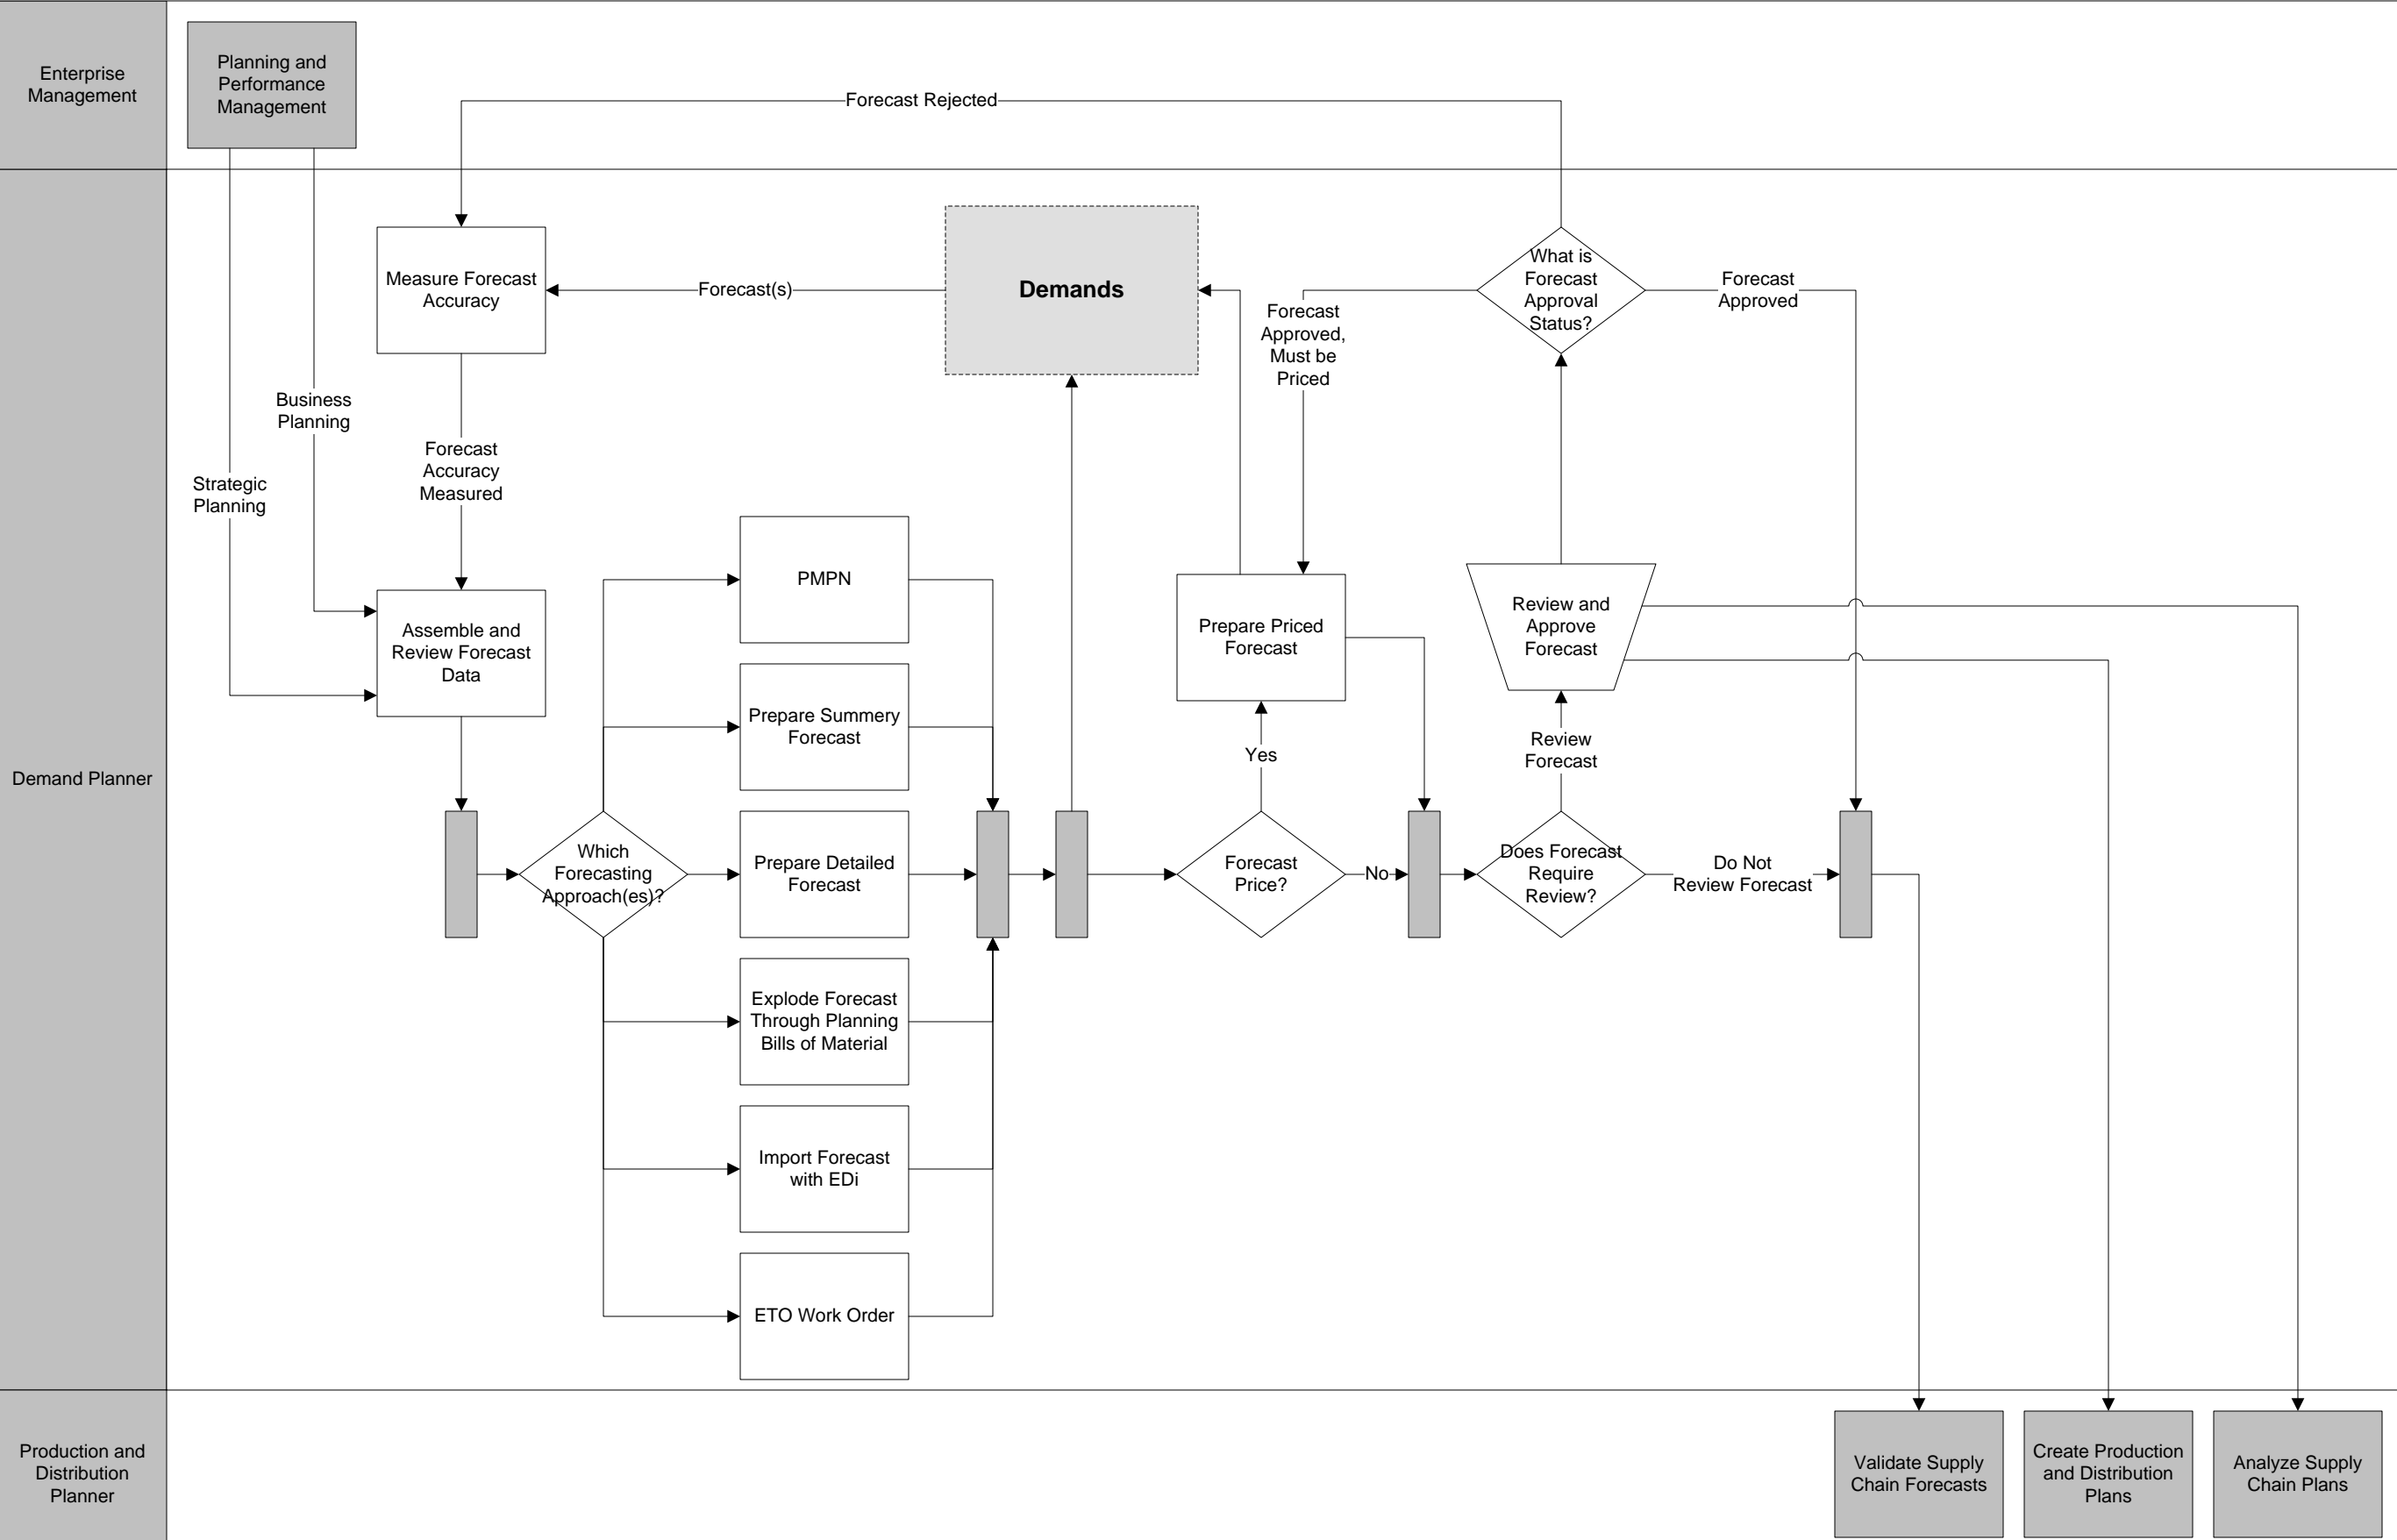 Enterprise
Management
Planning and
Performance
Management
Forecast Rejected
Demand Planner
Strategic
Planning
Business
Planning
Measure Forecast
Accuracy
Forecast(s)
Demands
What is
Forecast
Approval
Status?
Forecast
Approved
Forecast
Approved,
Must be
Priced
Forecast
Accuracy
Measured
Assemble and
Review Forecast
Data
Which
Forecasting
Approach(es)?
PMPN
Prepare Summery
Forecast
Prepare Detailed
Forecast
Explode Forecast
Through Planning
Bills of Material
Import Forecast
with EDi
ETO Work Order
Prepare Priced
Forecast
Yes
Forecast
Price?
No
Review and
Approve
Forecast
Review
Forecast
Does Forecast
Require
Review?
Do Not
Review Forecast
Production and
Distribution
Planner
Validate Supply
Chain Forecasts
Create Production
and Distribution
Plans
Analyze Supply
Chain Plans